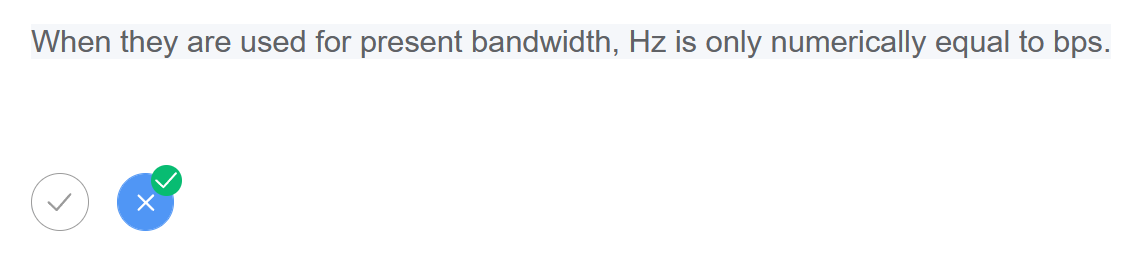 When they are used for present bandwidth, Hz is only numerically equal to bps.